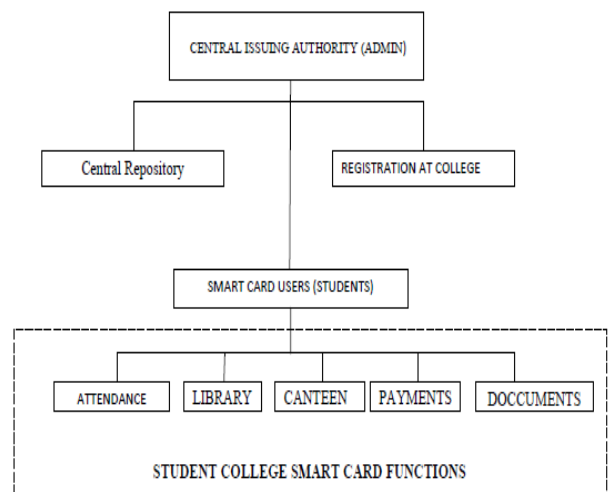 CENTRAL ISSUING AUTHORITY (ADMIN)
Central Repository
REGISTRATION AT COLLEGE
SMART CARD USERS (STUDENTS)
ATTENDANCE
LIBRARY
CANTEEN
PAYMENTS
DOCCUMENTS
STUDENT COLLEGE SMART CARD FUNCTIONS